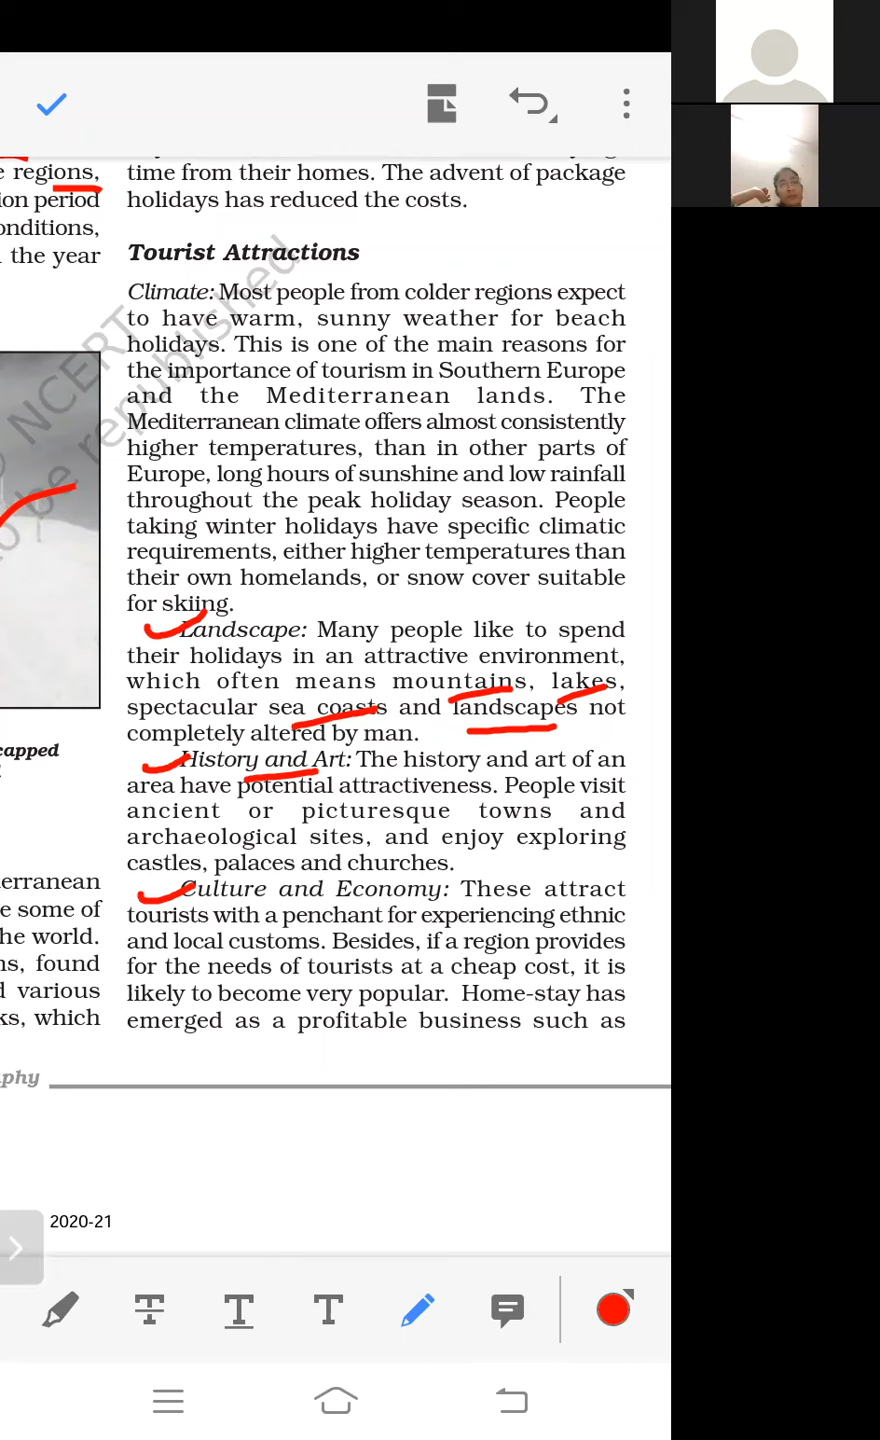 e regions,
ion period
onditions,
the year
capped
erranean
e some of
he world.
ns, found
d various
ks, which
time from their homes. The advent of package
holidays has reduced the costs.
Tourist Attractions
Climate: Most people from colder regions expect
to have warm, sunny weather for beach
holidays. This is one of the main reasons for
the importance of tourism in Southern Europe
and the Mediterranean lands. The
Mediterranean climate offers almost consistently
higher temperatures, than in other parts of
Europe, long hours of sunshine and low rainfall
throughout the peak holiday season. People
taking winter holidays have specific climatic
requirements, either higher temperatures than
their own homelands, or snow cover suitable
for skiing.
Landscape: Many people like to spend
their holidays in an attractive environment,
which often means mountains, lakes,
spectacular sea coasts and landscapes not
completely altered by man.
History and Art: The history and art of an
area have potential attractiveness. People visit
ancient or picturesque towns and
archaeological sites, and enjoy exploring
castles, palaces and churches.
Culture and Economy: These attract
tourists with a penchant for experiencing ethnic
and local customs. Besides, if a region provides
for the needs of tourists at a cheap cost, it is
likely to become very popular. Home-stay has
emerged as a profitable business such as
© NCERT
to be republished
aphy
2020-21
T T T